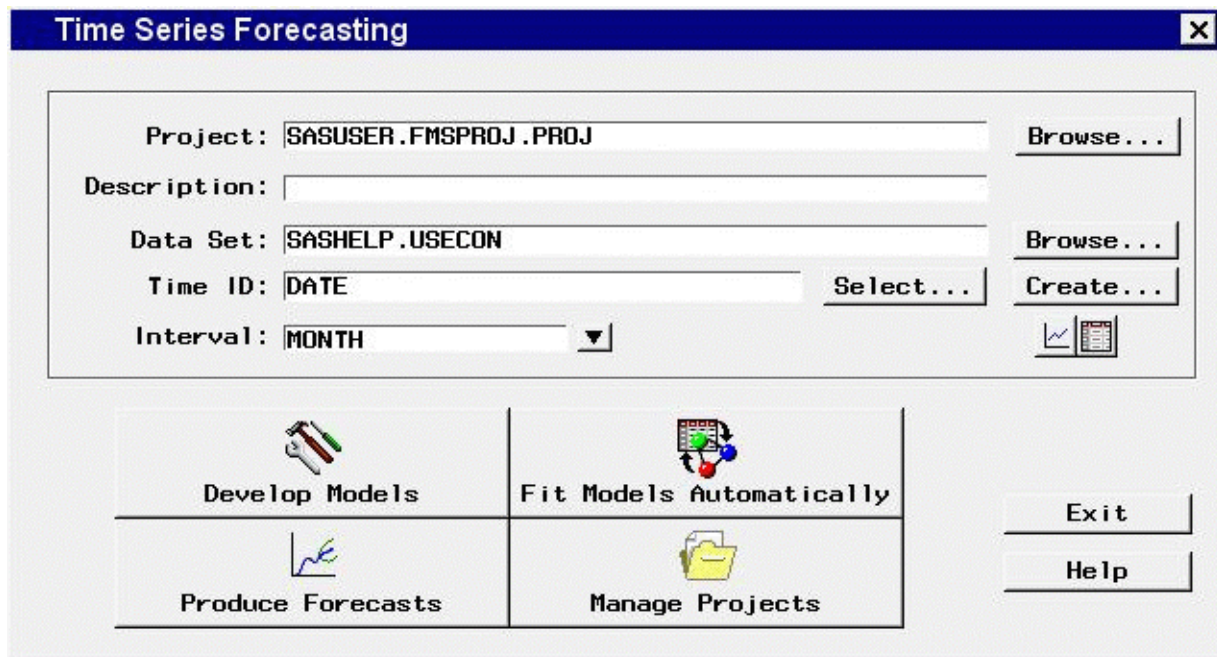 Time Series Forecasting
Project: SASUSER.FMSPROJ.PROJ Browse...
Description:
Data Set: SASHELP.USECON Browse...
Time ID: DATE Select... Create...
Interval: MONTH
Develop Models Fit Models Automatically
Exit
Produce Forecasts Manage Projects
Help